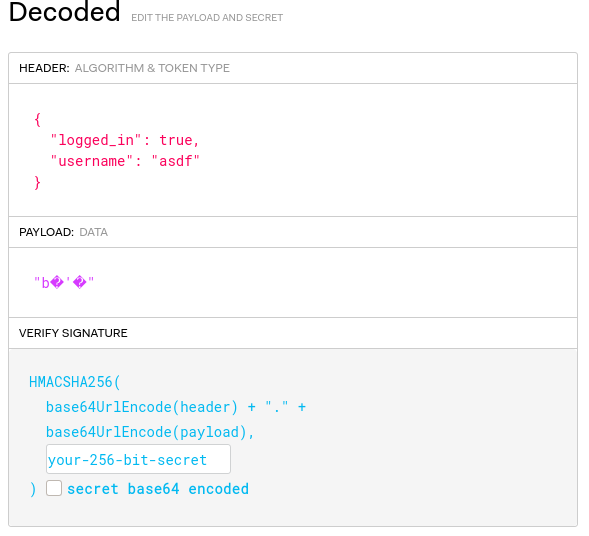 Decoded EDIT THE PAYLOAD AND SECRET
HEADER: ALGORITHM & TOKEN TYPE
{
  "logged_in": true,
  "username": "asdf"
}
PAYLOAD: DATA
"b�'�"
VERIFY SIGNATURE
HMACSHA256(
  base64UrlEncode(header) + "." +
  base64UrlEncode(payload),
  your-256-bit-secret
) secret base64 encoded